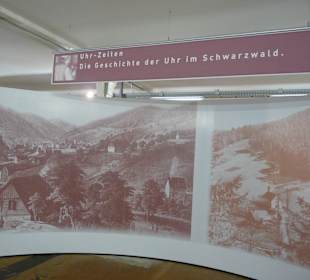 Uhr-Zeiten
Die Geschichte der Uhr im Schwarzwald.